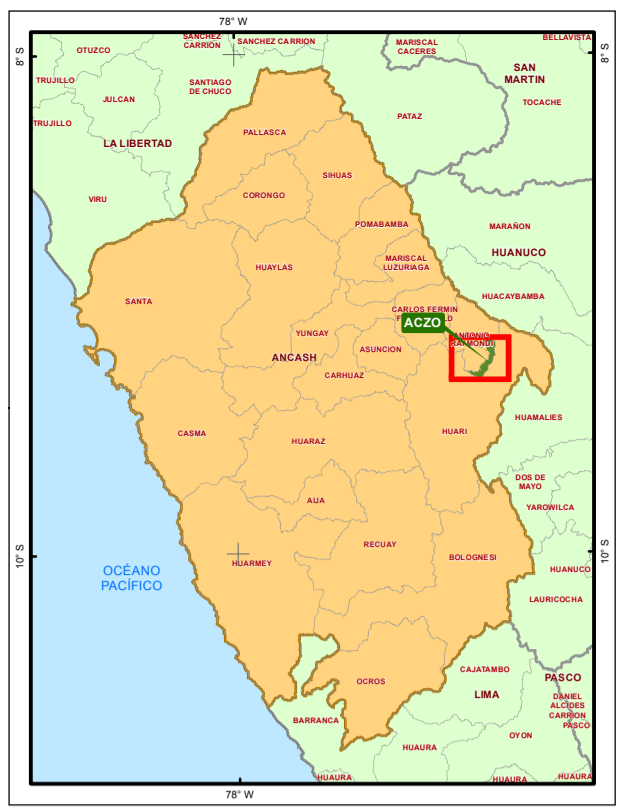 78° W
8° S
8° S
OTUZCO
SANCHEZ
CARRION
SANCHEZ CARRION
MARISCAL
CACERES
BELLAVISTA
SAN
MARTIN
TRUJILLO
SANTIAGO
DE CHUCO
JULCAN
TOCACHE
PATAZ
TRUJILLO
PALLASCA
LA LIBERTAD
SIHUAS
CORONGO
VIRU
POMABAMBA
MARAÑON
HUANUCO
MARISCAL
LUZURIAGA
HUAYLAS
HUACAYBAMBA
SANTA
CARLOS FERMIN
ACZO
ANTONIO
RAYMONDI
YUNGAY
ASUNCION
ANCASH
CARHUAZ
HUAMALIES
CASMA
HUARI
HUARAZ
DOS DE
MAYO
AIJA
YAROWILCA
RECUAY
10° S
10° S
BOLOGNESI
HUARMEY
OCÉANO
PACÍFICO
HUANUCO
LAURICOCHA
CAJATAMBO
PASCO
OCROS
LIMA
DANIEL
ALCIDES
CARRION
PASCO
BARRANCA
OYON
HUAURA
HUAURA
HUAURA
HUAURA
78° W